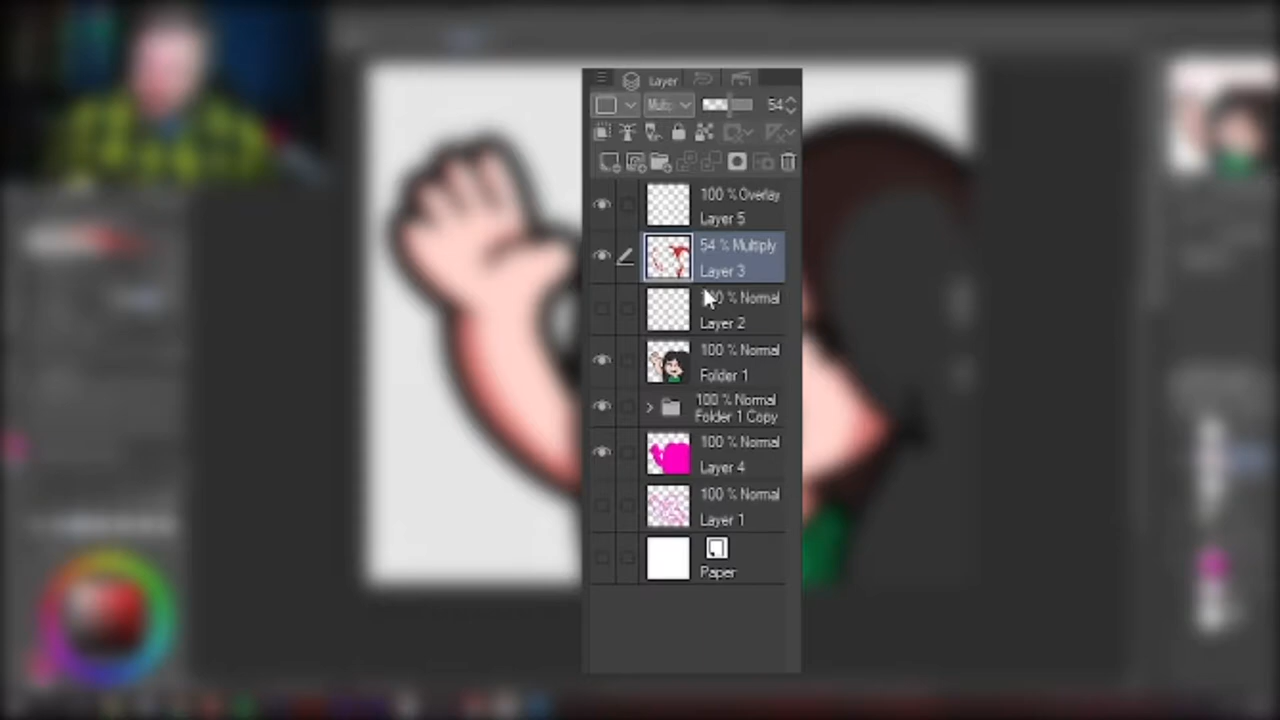 Layer
Multip 54
100 % Overlay
Layer 5
54 % Multiply
Layer 3
% Normal
Layer 2
100 % Normal
Folder 1
100 % Normal
Folder 1 Copy
100 % Normal
Layer 4
100 % Normal
Layer 1
Paper